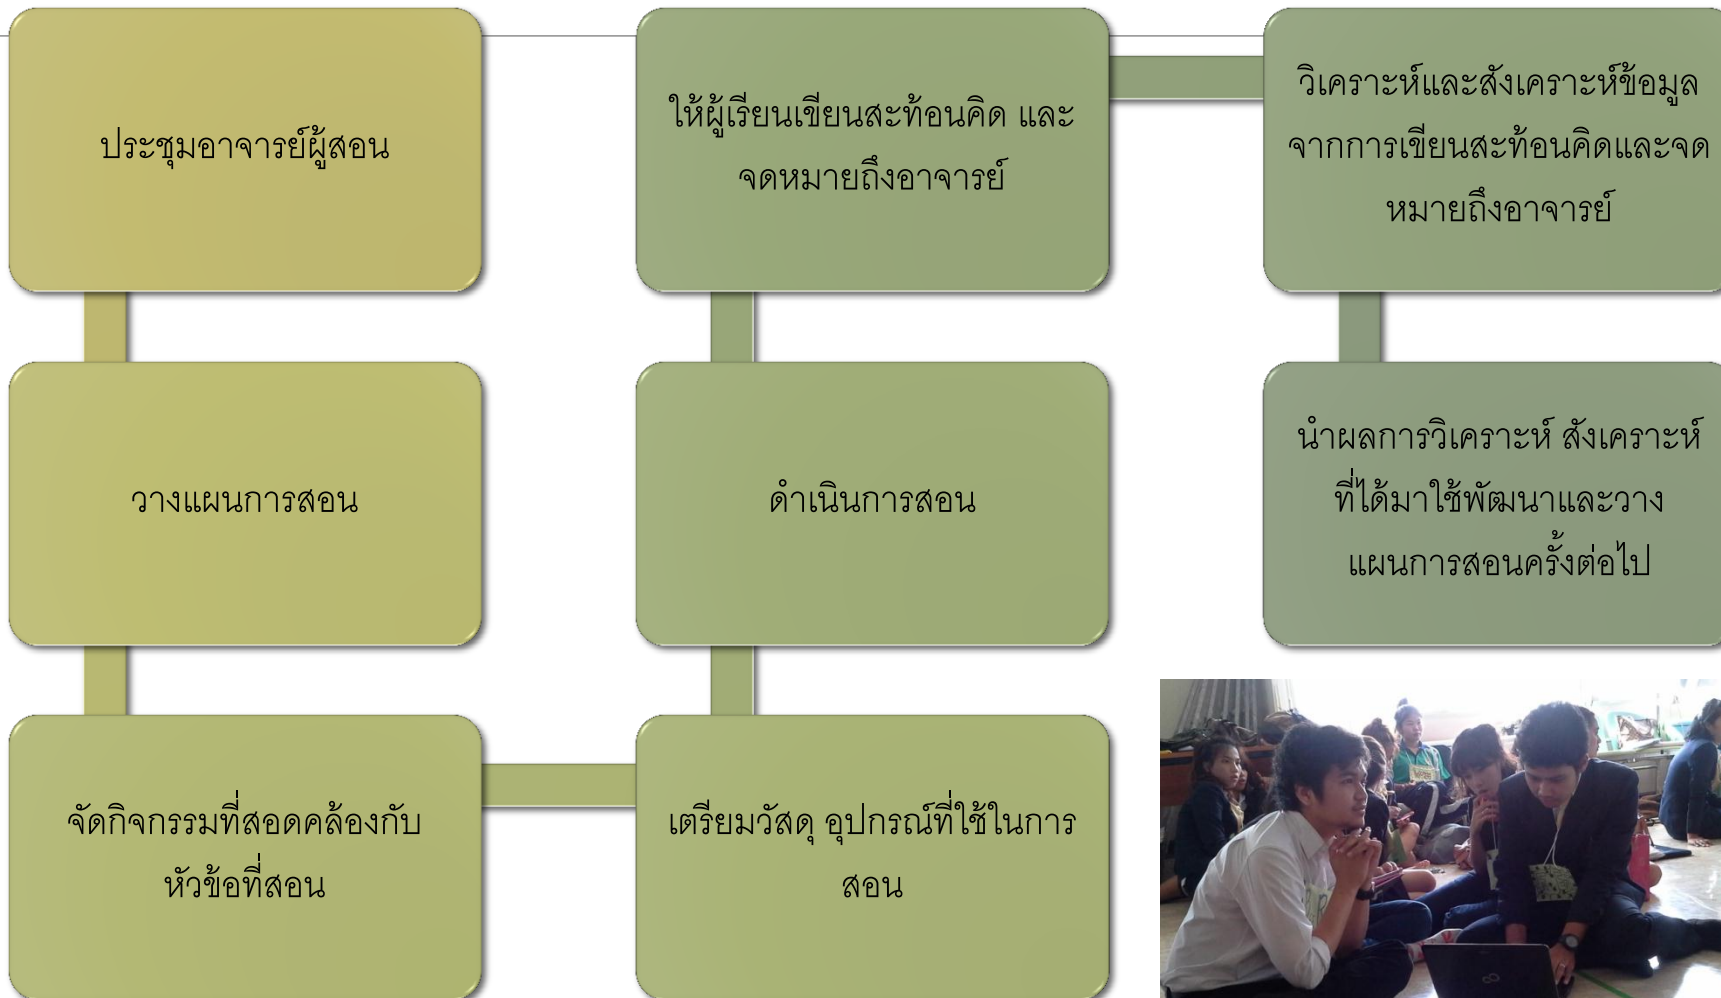 ประชุมอาจารย์ผู้สอน
วางแผนการสอน
จัดกิจกรรมที่สอดคล้องกับ
หัวข้อที่สอน
เตรียมวัสดุ อุปกรณ์ที่ใช้ในการ
สอน
ดำเนินการสอน
ให้ผู้เรียนเขียนสะท้อนคิด และ
จดหมายถึงอาจารย์
วิเคราะห์และสังเคราะห์ข้อมูล
จากการเขียนสะท้อนคิดและจด
หมายถึงอาจารย์
นำผลการวิเคราะห์ สังเคราะห์
ที่ได้มาใช้พัฒนาและวาง
แผนการสอนครั้งต่อไป